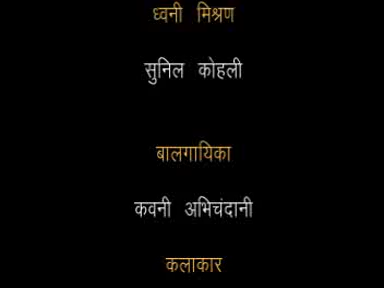 ध्वनी मिश्रण
सुनिल कोहली
बालगायिका
कवनी अभिचंदानी
कलाकार